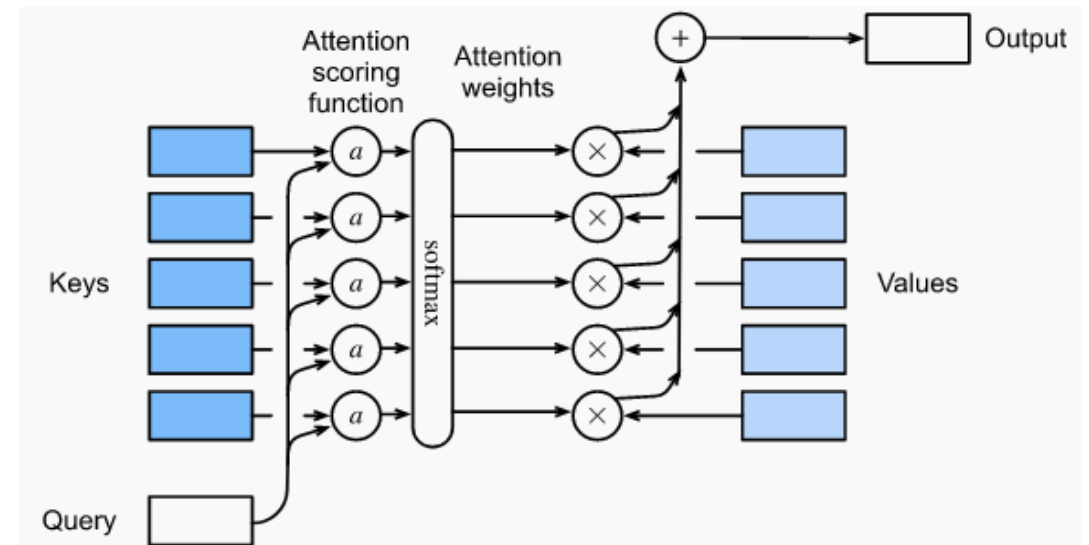 Attention
scoring
function
Attention
weights
+
Output
a
×
a
×
Keys
a
softmax
×
Values
a
×
a
×
Query